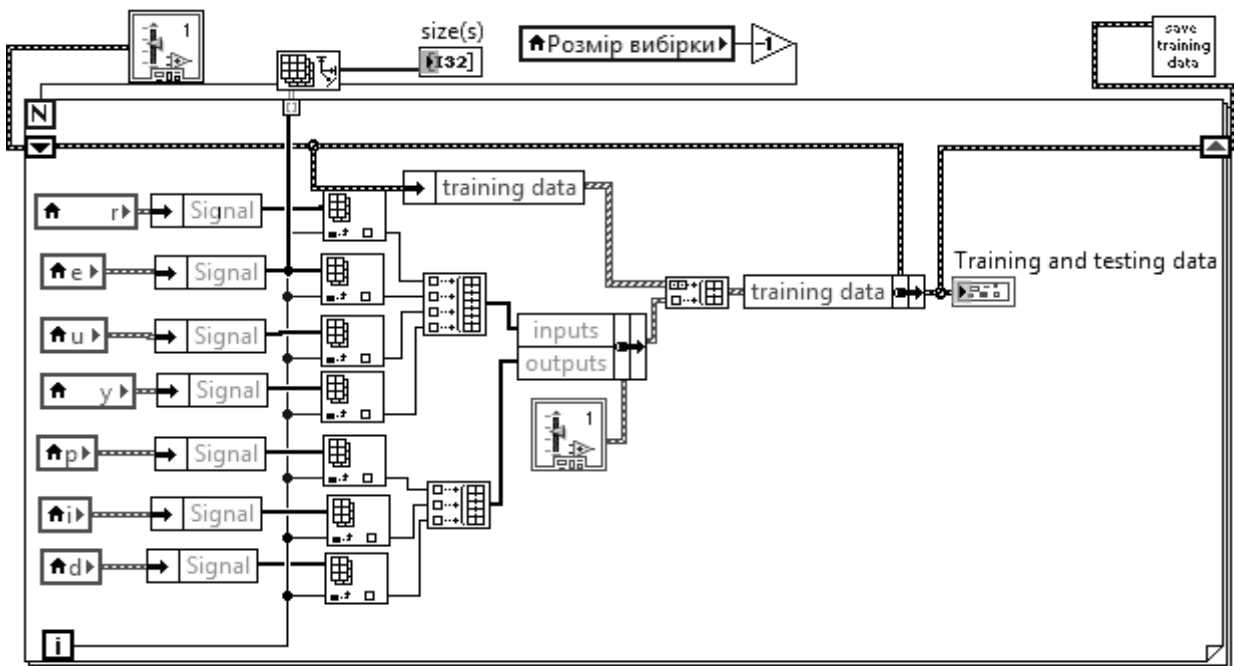 1
size(s)
[I32]
Розмір вибірки
-1
save
training
data
N
training data
r
Signal
e
Signal
Training and testing data
training data
u
Signal
inputs
outputs
y
Signal
1
p
Signal
i
Signal
d
Signal
i